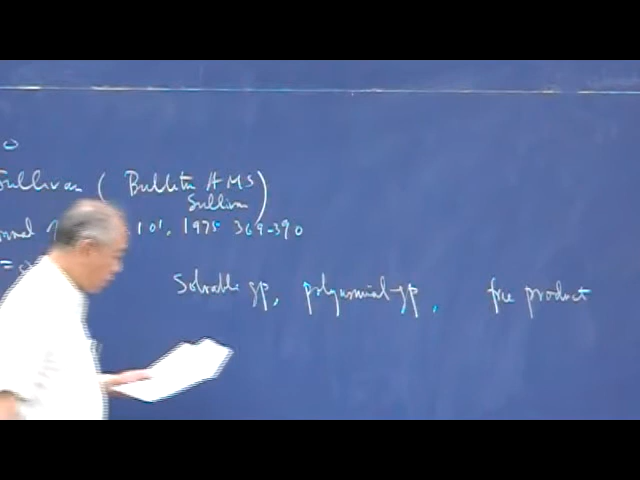 o
Sullivan ( Bulletin AMS
Sullivan )
101, 1975 369-390
Solvable gp, polynomial gp, free product